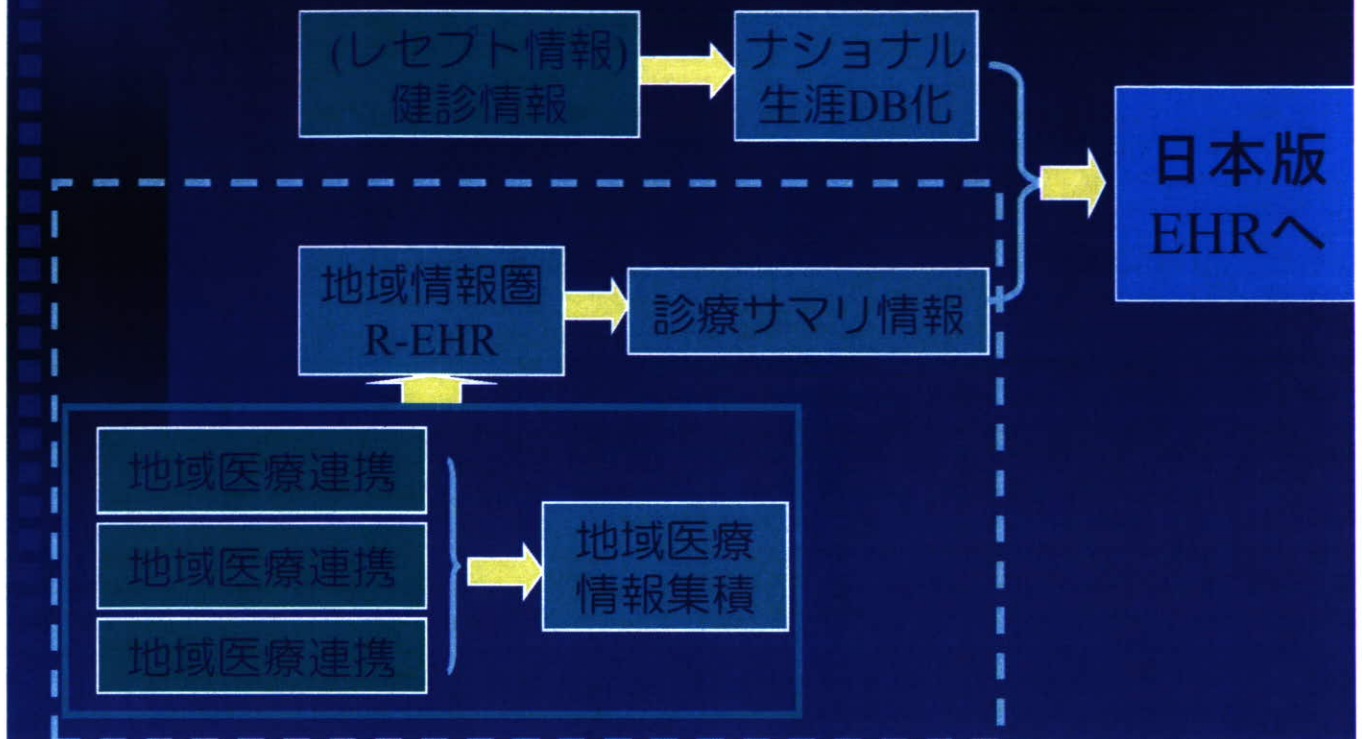 (レセプト情報)
健診情報
ナショナル
生涯DB化
日本版
EHRへ
地域情報圏
R-EHR
診療サマリ情報
地域医療連携
地域医療連携
地域医療連携
地域医療
情報集積